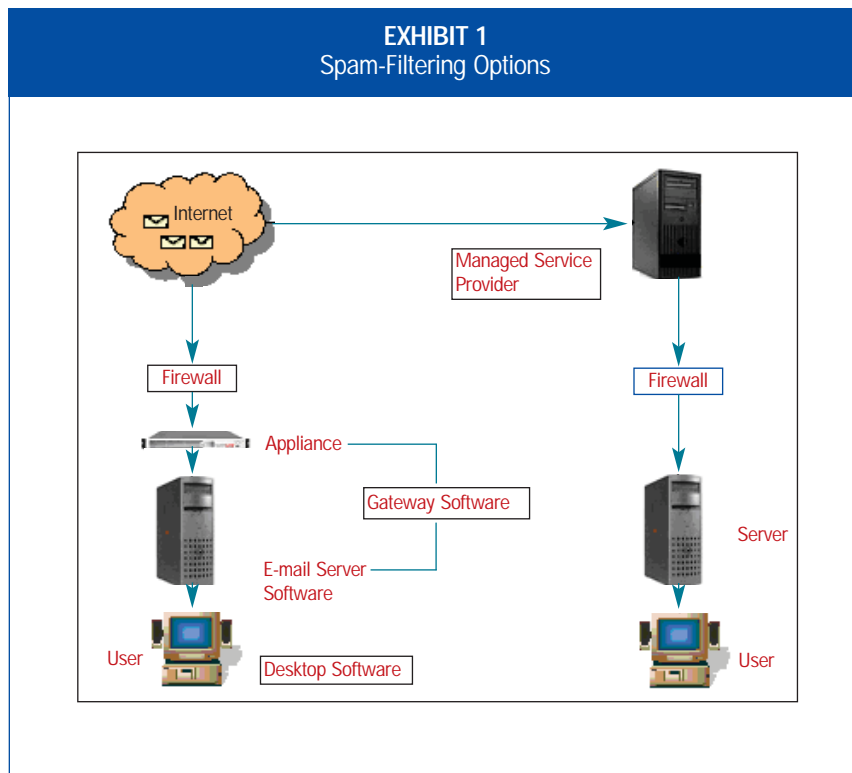 EXHIBIT 1
Spam-Filtering Options
Internet
Managed Service
Provider
Firewall
Firewall
Appliance
Gateway Software
Server
E-mail Server
Software
User
Desktop Software
User